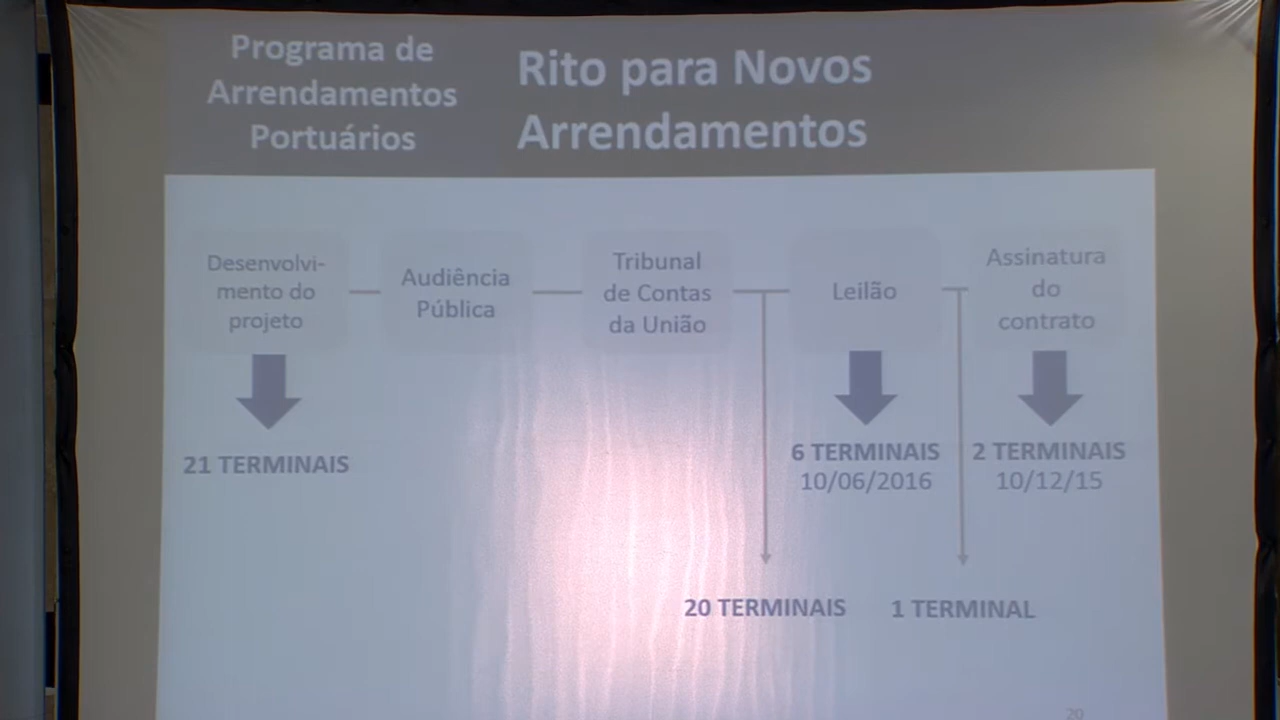 Programa de
Arrendamentos
Portuários
Rito para Novos
Arrendamentos
Desenvolvi-
mento do
projeto
Audiência
Pública
Tribunal
de Contas
da União
Leilão
Assinatura
do
contrato
21 TERMINAIS
6 TERMINAIS
10/06/2016
2 TERMINAIS
10/12/15
20 TERMINAIS
1 TERMINAL
20